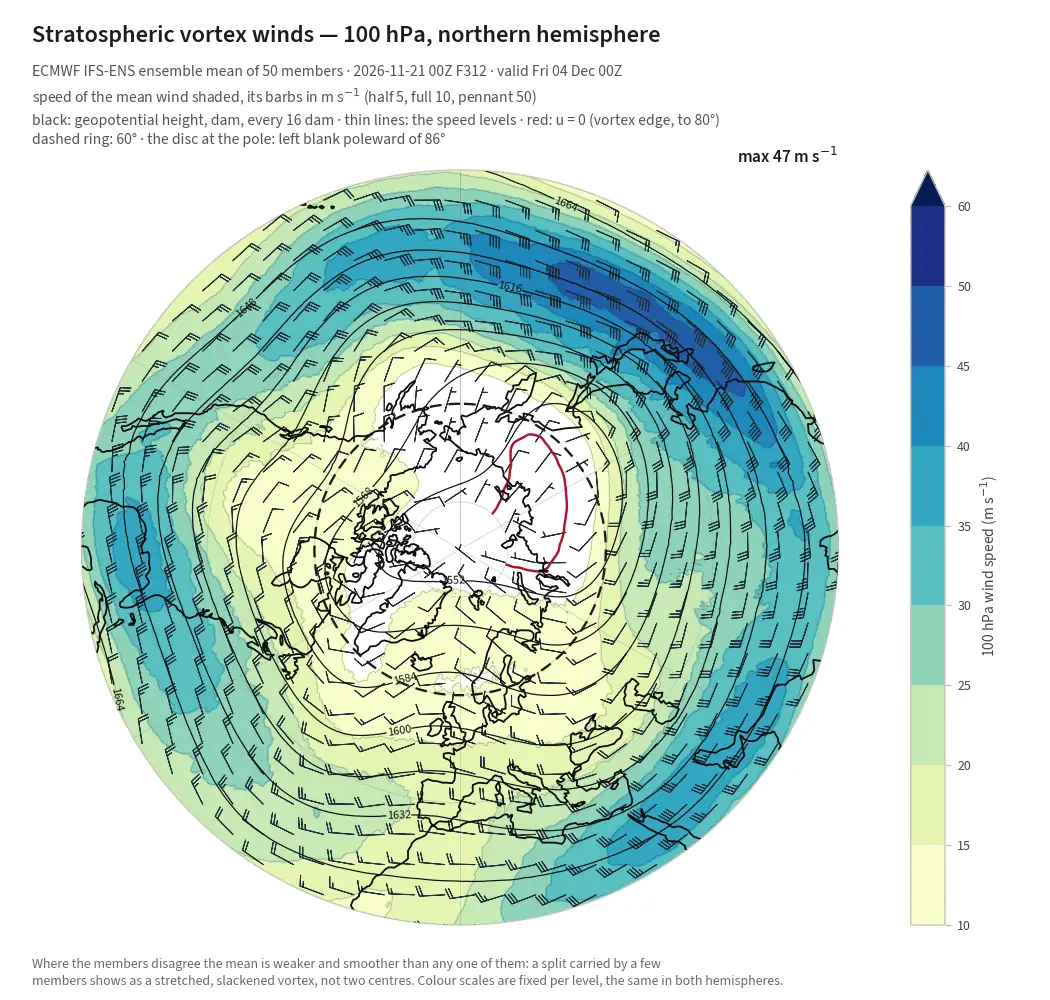 Stratospheric vortex winds — 100 hPa, northern hemisphere
ECMWF IFS-ENS ensemble mean of 50 members · 2026-11-21 00Z F312 · valid Fri 04 Dec 00Z
speed of the mean wind shaded, its barbs in m s⁻¹ (half 5, full 10, pennant 50)
black: geopotential height, dam, every 16 dam · thin lines: the speed levels · red: u = 0 (vortex edge, to 80°)
dashed ring: 60° · the disc at the pole: left blank poleward of 86°
max 47 m s⁻¹
1664
1616
1648
1568
1552
1584
1600
1632
1664
60
50
45
40
35
30
25
20
15
10
100 hPa wind speed (m s⁻¹)
Where the members disagree the mean is weaker and smoother than any one of them: a split carried by a few
members shows as a stretched, slackened vortex, not two centres. Colour scales are fixed per level, the same in both hemispheres.